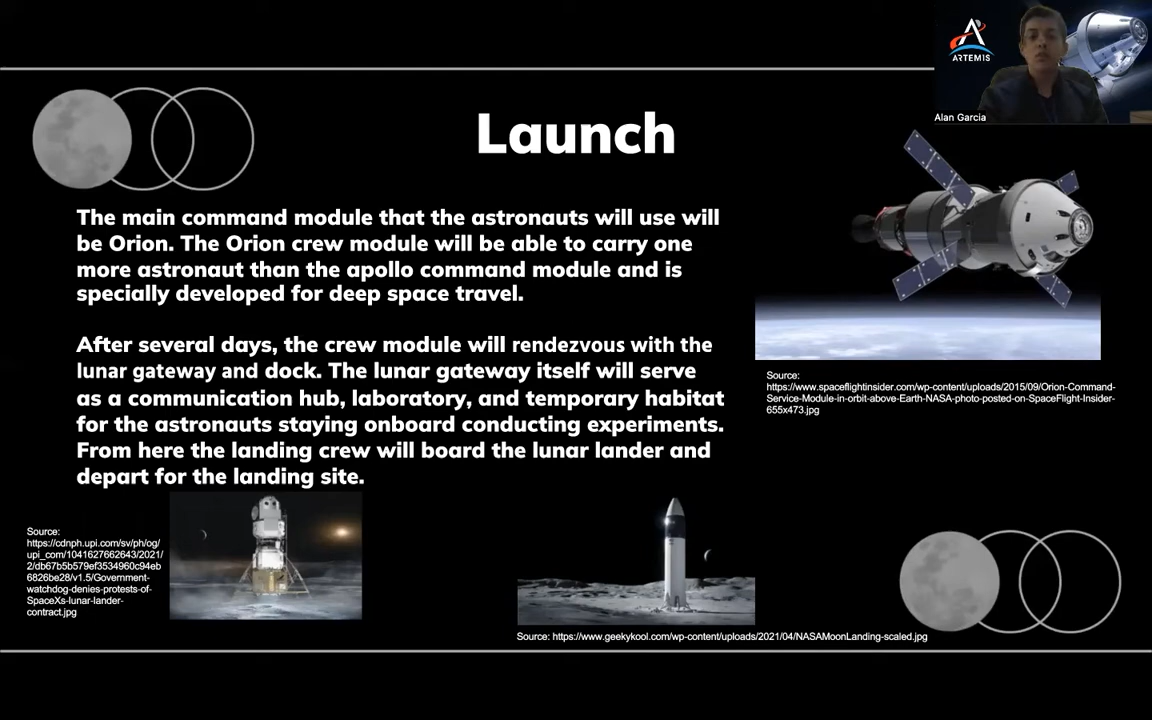 ARTEMIS
Alan Garcia
Launch
The main command module that the astronauts will use will
be Orion. The Orion crew module will be able to carry one
more astronaut than the apollo command module and is
specially developed for deep space travel.
After several days, the crew module will rendezvous with the
lunar gateway and dock. The lunar gateway itself will serve
as a communication hub, laboratory, and temporary habitat
for the astronauts staying onboard conducting experiments.
From here the landing crew will board the lunar lander and
depart for the landing site.
Source:
https://www.spaceflightinsider.com/wp-content/uploads/2015/09/Orion-Command-
Service-Module-in-orbit-above-Earth-NASA-photo-posted-on-SpaceFlight-Insider-
655x473.jpg
Source:
https://cdnph.upi.com/sv/ph/og/
upi_com/1041627662643/2021/
2/db67b5b579ef3534960c94eb
6826be28/v1.5/Government-
watchdog-denies-protests-of-
SpaceXs-lunar-lander-
contract.jpg
Source: https://www.geekykool.com/wp-content/uploads/2021/04/NASAMoonLanding-scaled.jpg